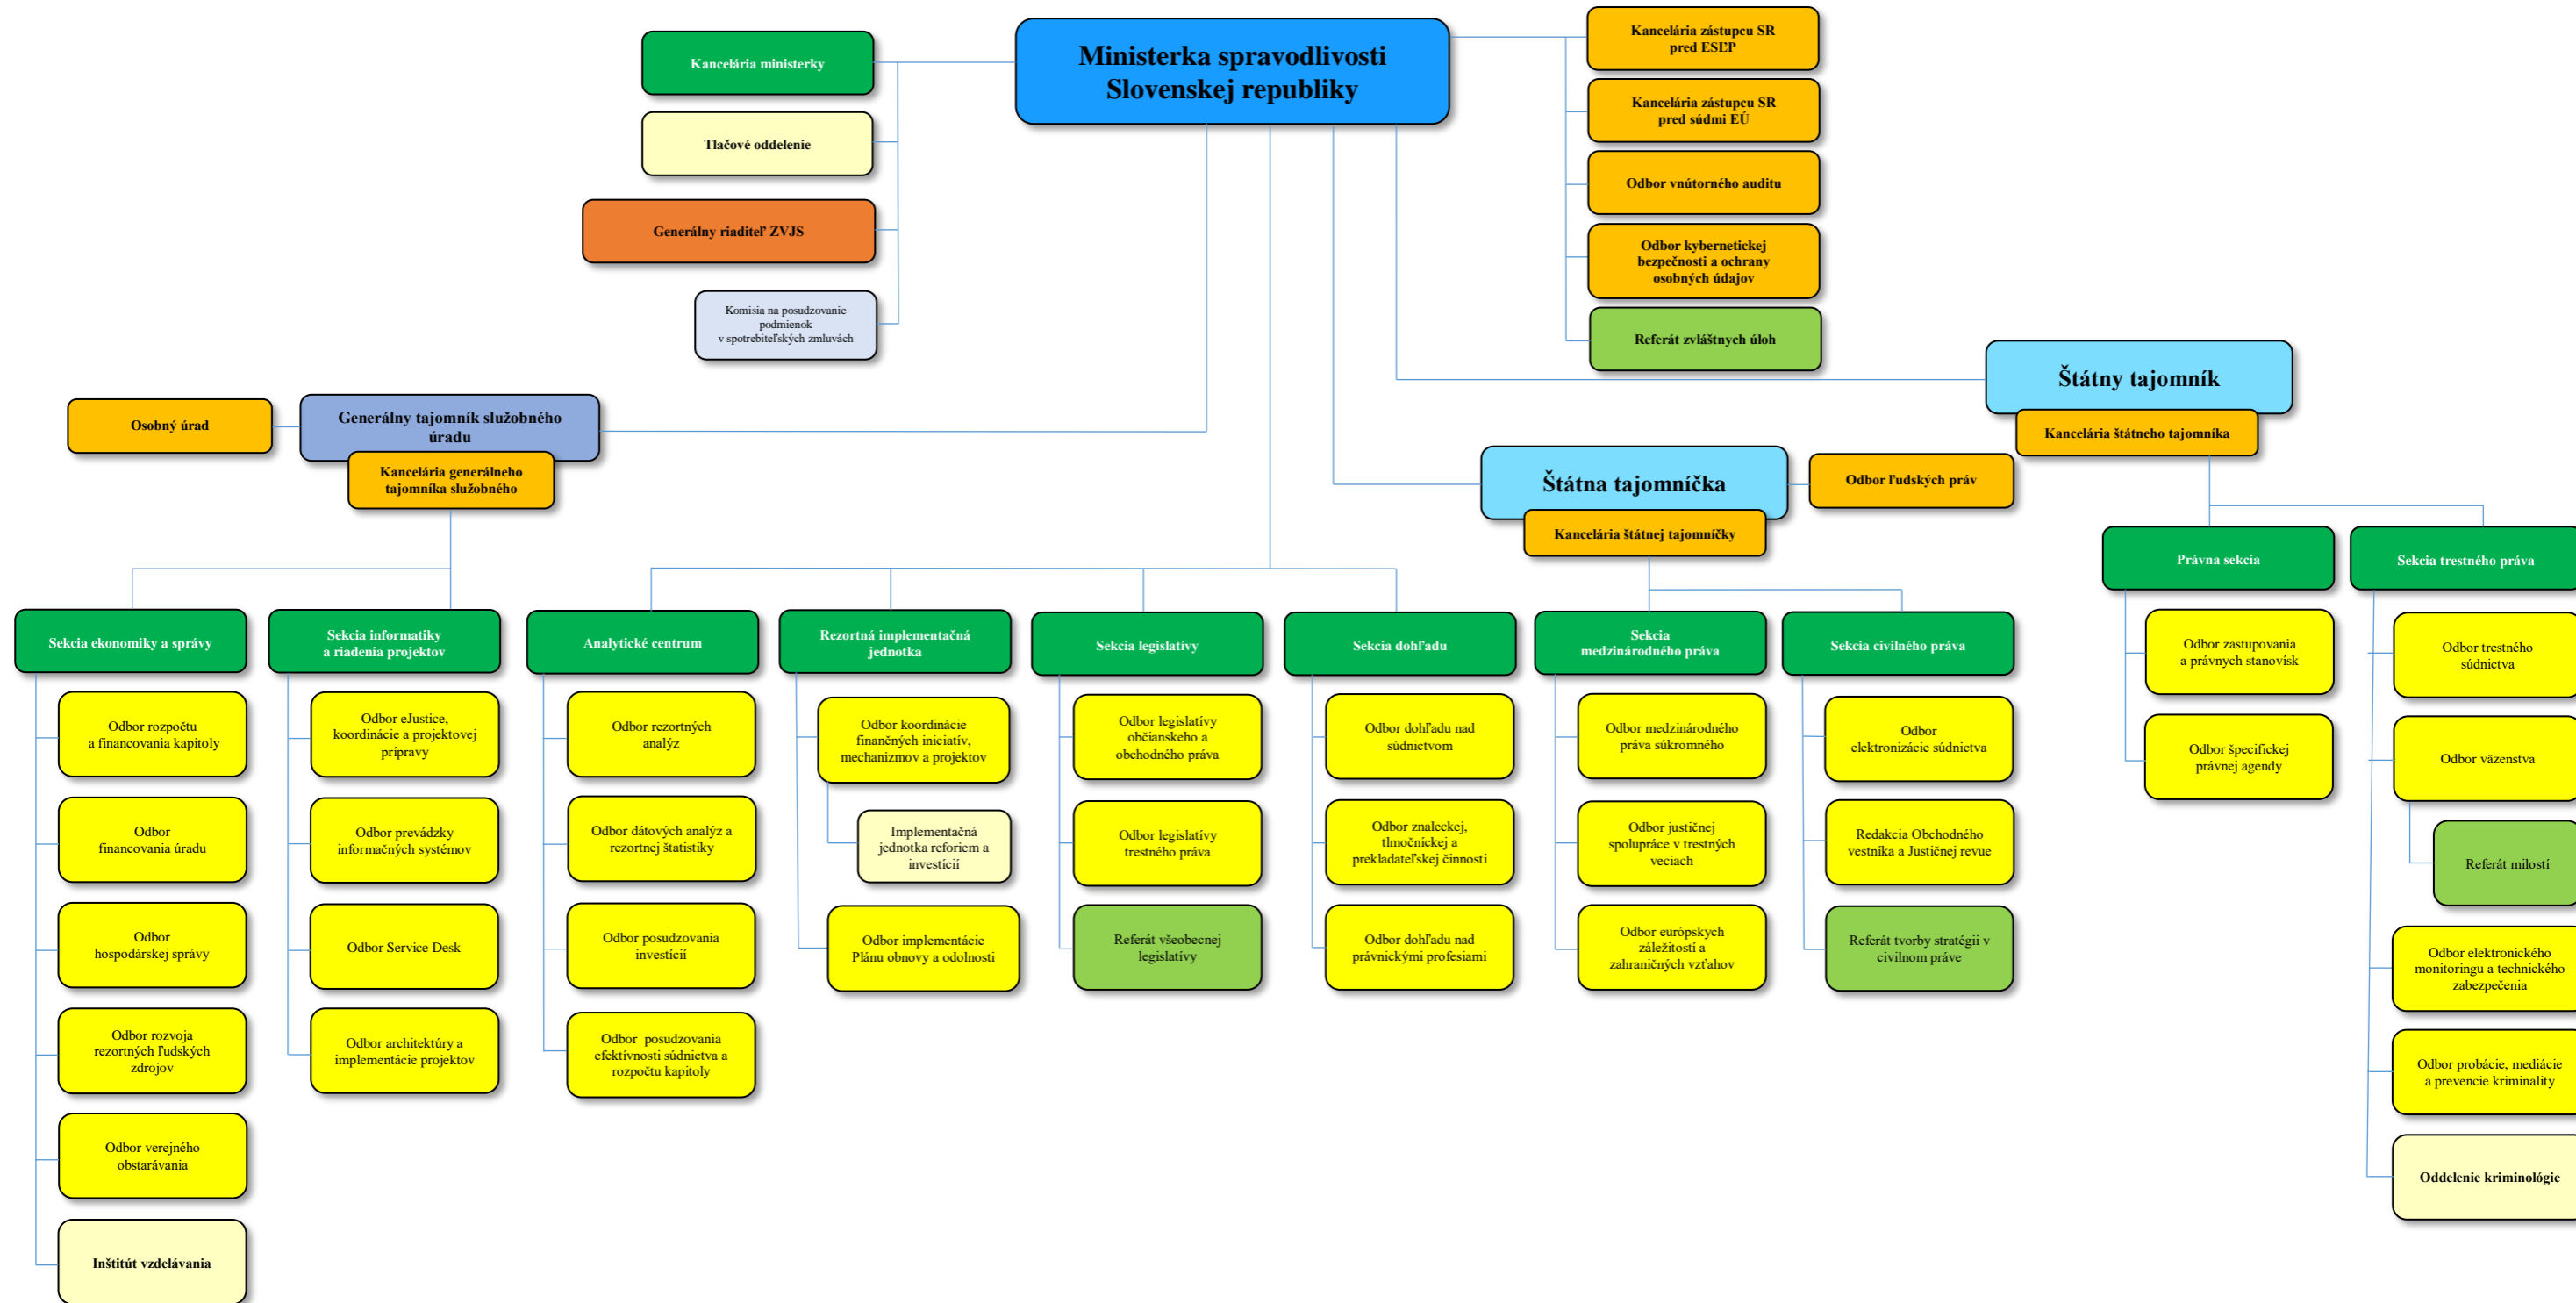 Ministerka spravodlivosti
Slovenskej republiky
Kancelária ministerky
Tlačové oddelenie
Generálny riaditeľ ZVJS
Komisia na posudzovanie
podmienok
v spotrebiteľských zmluvách
Kancelária zástupcu SR
pred ESĽP
Kancelária zástupcu SR
pred súdmi EÚ
Odbor vnútorného auditu
Odbor kybernetickej
bezpečnosti a ochrany
osobných údajov
Referát zvláštnych úloh
Štátny tajomník
Kancelária štátneho tajomníka
Osobný úrad
Generálny tajomník služobného
úradu
Kancelária generálneho
tajomníka služobného
Štátna tajomníčka
Kancelária štátnej tajomníčky
Odbor ľudských práv
Právna sekcia
Odbor zastupovania
a právnych stanovísk
Odbor špecifickej
právnej agendy
Sekcia trestného práva
Odbor trestného
súdnictva
Odbor väzenstva
Referát milostí
Odbor elektronického
monitoringu a technického
zabezpečenia
Odbor probácie, mediácie
a prevencie kriminality
Oddelenie kriminológie
Sekcia ekonomiky a správy
Odbor rozpočtu
a financovania kapitoly
Odbor
financovania úradu
Odbor
hospodárskej správy
Odbor rozvoja
rezortných ľudských
zdrojov
Odbor verejného
obstarávania
Inštitút vzdelávania
Sekcia informatiky
a riadenia projektov
Odbor eJustice,
koordinácie a projektovej
prípravy
Odbor prevádzky
informačných systémov
Odbor Service Desk
Odbor architektúry a
implementácie projektov
Analytické centrum
Odbor rezortných
analýz
Odbor dátových analýz a
rezortnej štatistiky
Odbor posudzovania
investícií
Odbor  posudzovania
efektívnosti súdnictva a
rozpočtu kapitoly
Rezortná implementačná
jednotka
Odbor koordinácie
finančných iniciatív,
mechanizmov a projektov
Implementačná
jednotka reforiem a
investícií
Odbor implementácie
Plánu obnovy a odolnosti
Sekcia legislatívy
Odbor legislatívy
občianskeho a
obchodného práva
Odbor legislatívy
trestného práva
Referát všeobecnej
legislatívy
Sekcia dohľadu
Odbor dohľadu nad
súdnictvom
Odbor znaleckej,
tlmočníckej a
prekladateľskej činnosti
Odbor dohľadu nad
právnickými profesiami
Sekcia
medzinárodného práva
Odbor medzinárodného
práva súkromného
Odbor justičnej
spolupráce v trestných
veciach
Odbor európskych
záležitostí a
zahraničných vzťahov
Sekcia civilného práva
Odbor
elektronizácie súdnictva
Redakcia Obchodného
vestníka a Justičnej revue
Referát tvorby stratégii v
civilnom práve